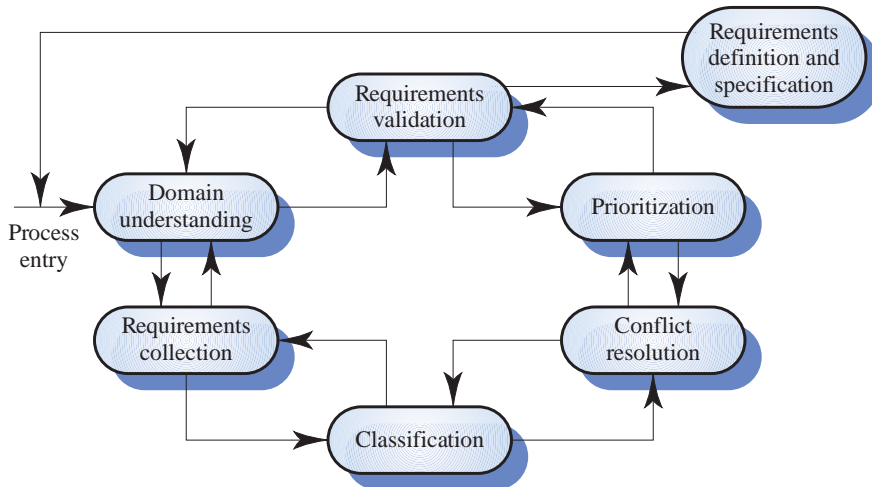 Requirements
definition and
specification
Requirements
validation
Domain
understanding
Prioritization
Process
entry
Requirements
collection
Conflict
resolution
Classification